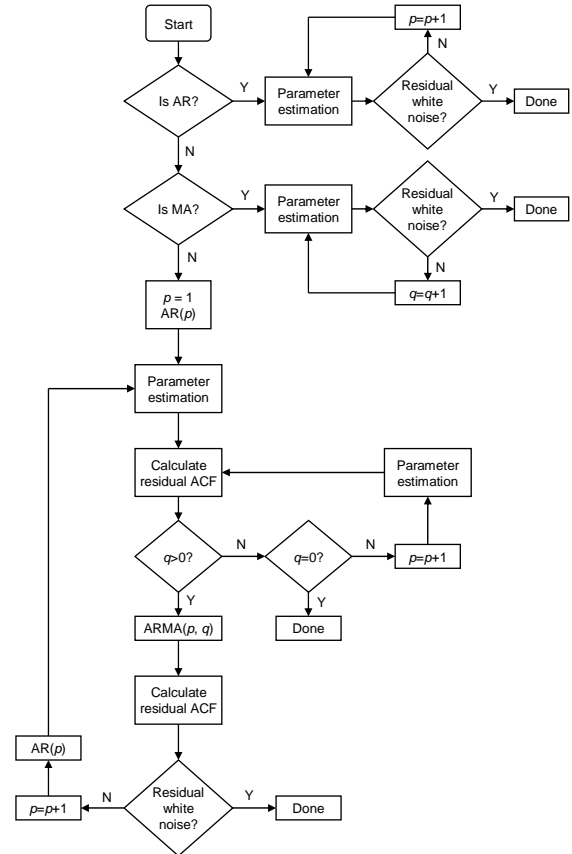 Start
p=p+1
N
Is AR?
Y
Parameter
estimation
Residual
white
noise?
Y
Done
N
Is MA?
Y
Parameter
estimation
Residual
white
noise?
Y
Done
N
N
q=q+1
p = 1
AR(p)
Parameter
estimation
Calculate
residual ACF
Parameter
estimation
q>0?
N
q=0?
N
p=p+1
Y
Y
ARMA(p, q)
Done
Calculate
residual ACF
AR(p)
p=p+1
N
Residual
white
noise?
Y
Done